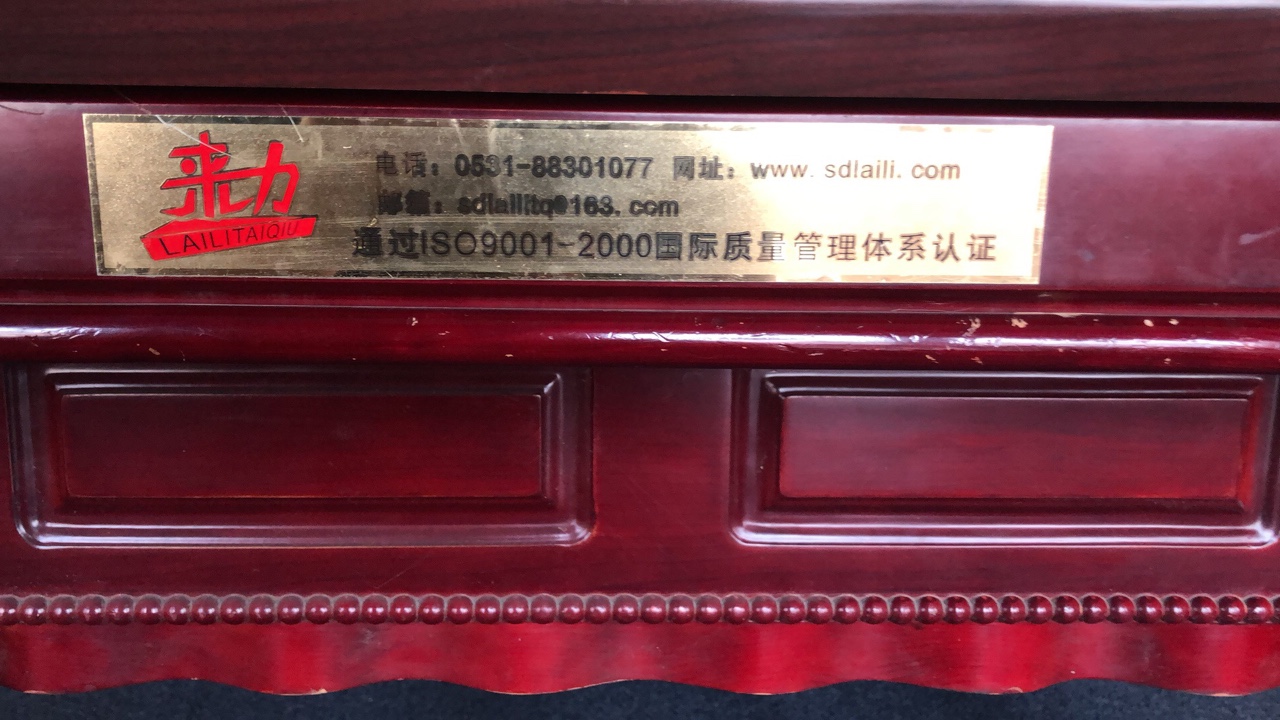 来力
LAILITAIQIU
电话：0531-88301077 网址：www.sdlaili.com
邮箱：sdlailitq@163.com
通过ISO9001-2000国际质量管理体系认证